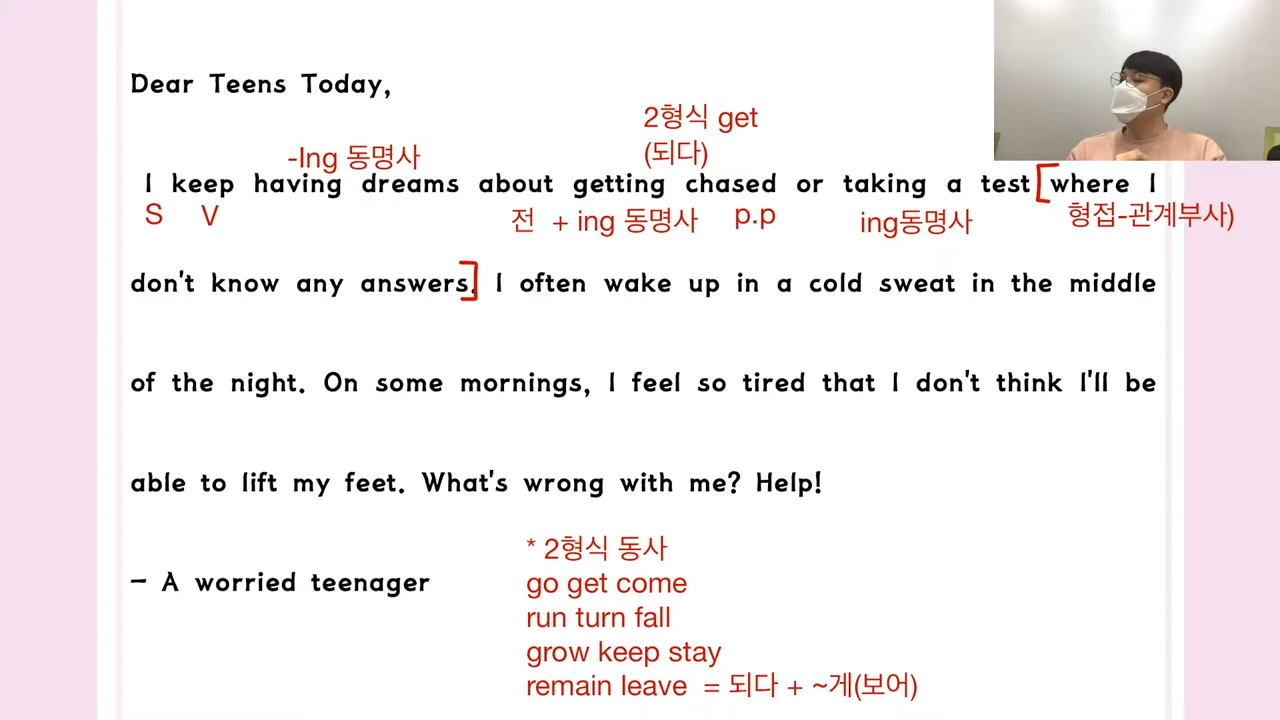 Dear Teens Today,
2형식 get
(되다)
-Ing 동명사
I keep having dreams about getting chased or taking a test [where I
S V 전 + ing 동명사 p.p ing동명사 형접-관계부사)
don't know any answers.] I often wake up in a cold sweat in the middle
of the night. On some mornings, I feel so tired that I don't think I'll be
able to lift my feet. What's wrong with me? Help!
* 2형식 동사
– A worried teenager
go get come
run turn fall
grow keep stay
remain leave = 되다 + ~게(보어)